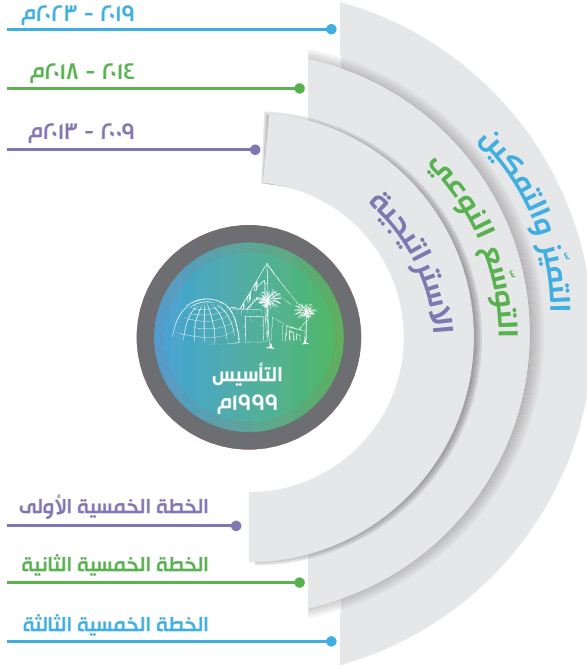 ٢٠١٩ - ٢٠٢٣م
٢٠١٤ - ٢٠١٨م
٢٠٠٩ - ٢٠١٣م
التميّز والتمكين
التوسّع النوعي
الاستراتيجية
التأسيس
١٩٩٩م
الخطة الخمسية الأولى
الخطة الخمسية الثانية
الخطة الخمسية الثالثة